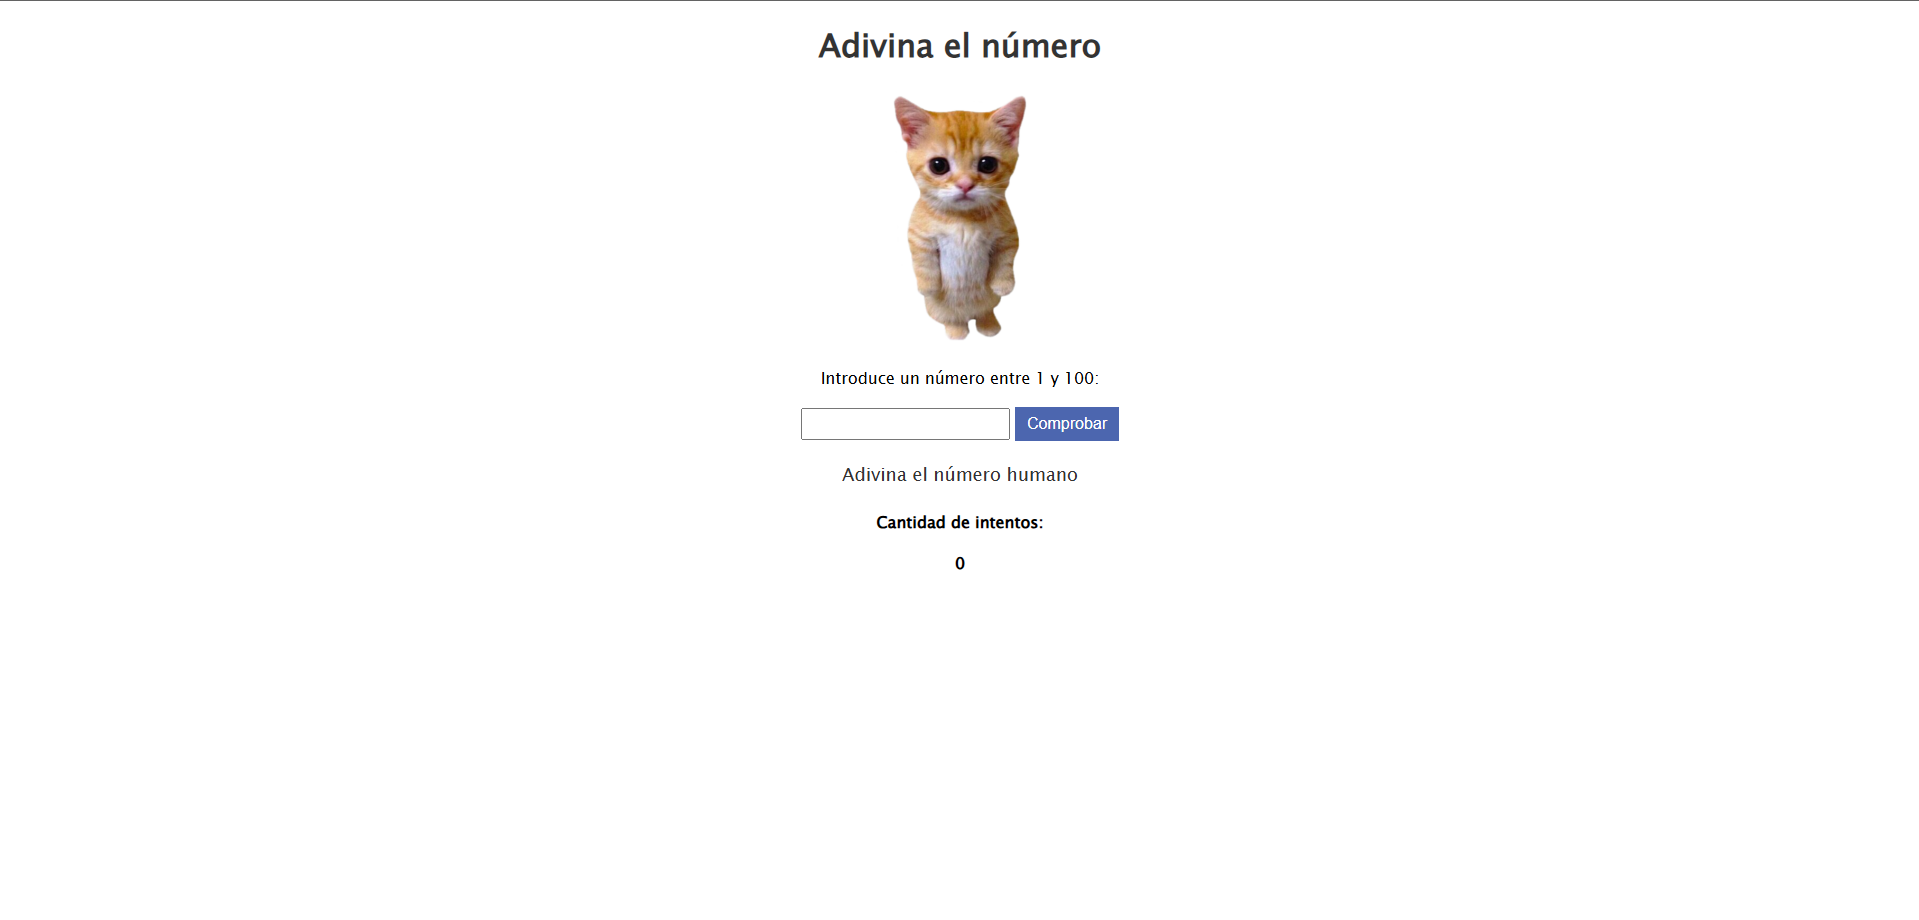 Adivina el número
Introduce un número entre 1 y 100:
Comprobar
Adivina el número humano
Cantidad de intentos:
0